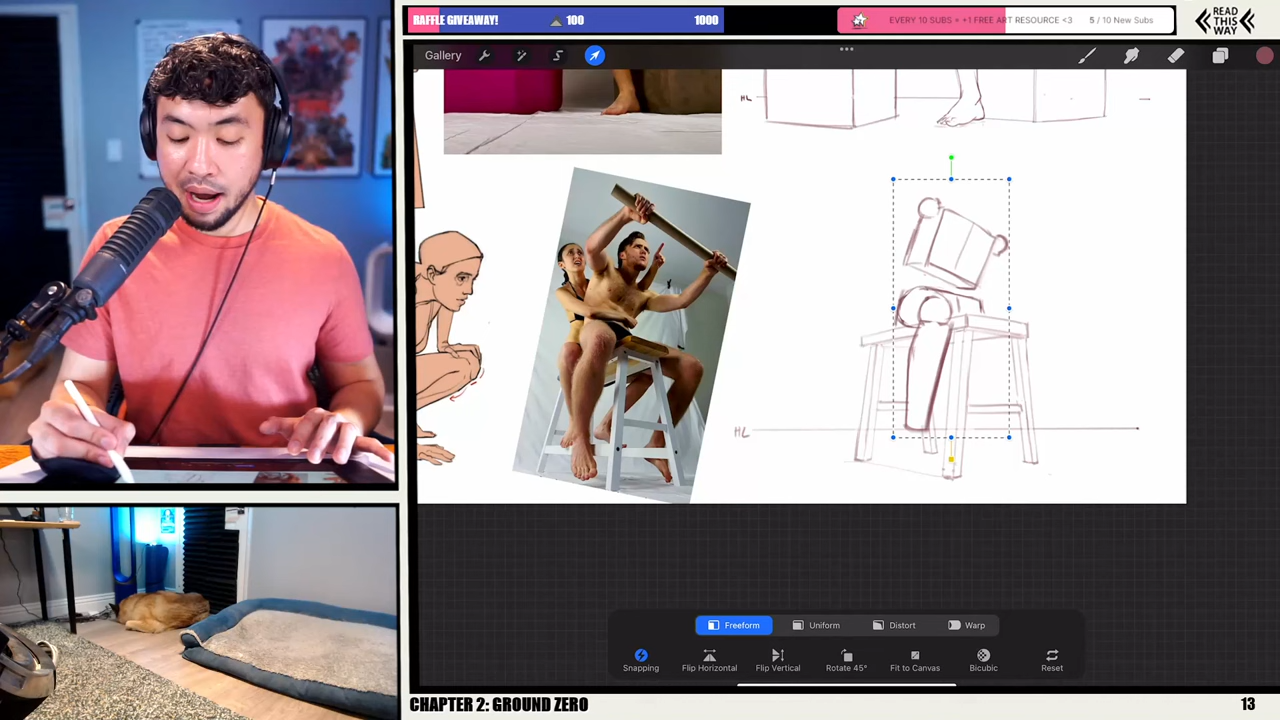 RAFFLE GIVEAWAY! 100 1000
EVERY 10 SUBS = +1 FREE ART RESOURCE <3 5 / 10 New Subs
READ
THIS
WAY
Gallery
HL
HL
Freeform Uniform Distort Warp
Snapping Flip Horizontal Flip Vertical Rotate 45° Fit to Canvas Bicubic Reset
CHAPTER 2: GROUND ZERO 13